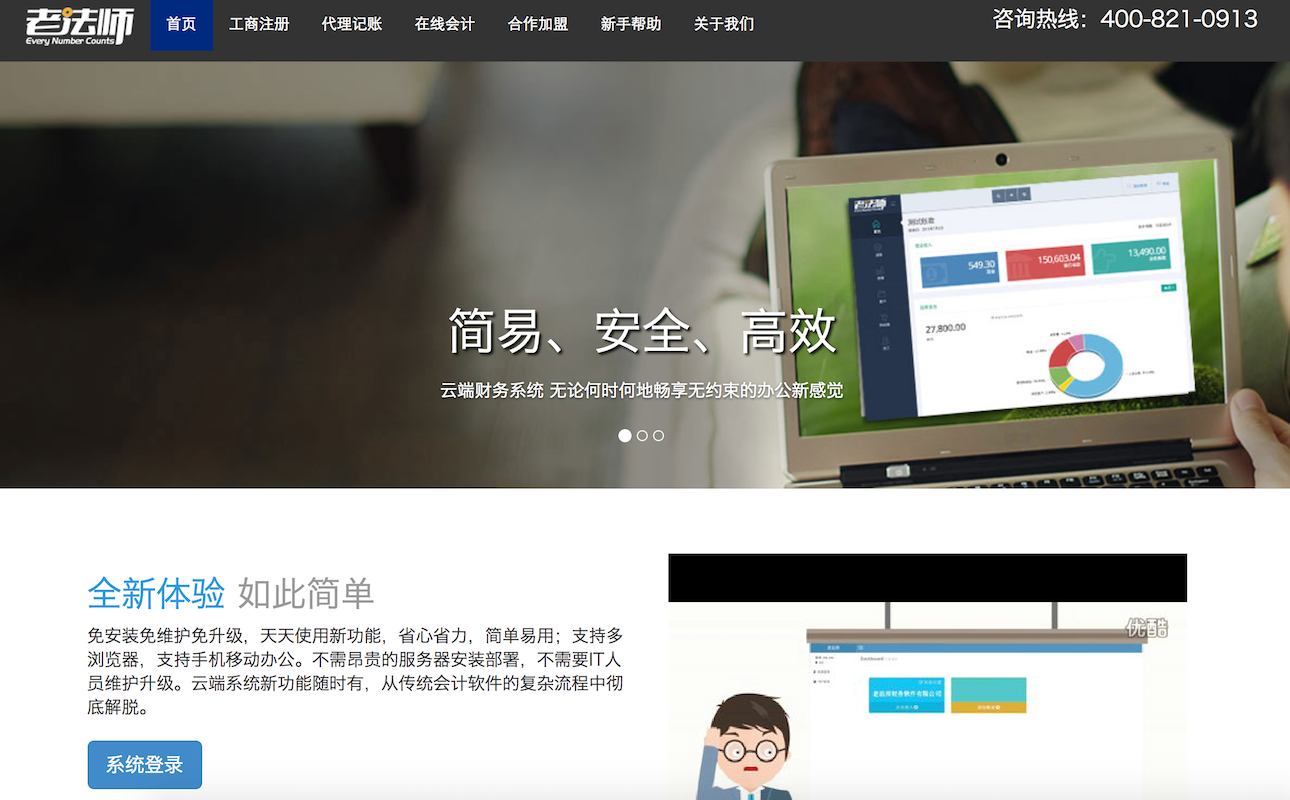 老法师
Every Number Counts
首页
工商注册
代理记账
在线会计
合作加盟
新手帮助
关于我们
咨询热线：400-821-0913
老法师
测试账套
549.30
150,603.04
13,490.00
27,800.00
简易、安全、高效
云端财务系统 无论何时何地畅享无约束的办公新感觉
全新体验 如此简单
免安装免维护免升级，天天使用新功能，省心省力，简单易用；支持多
浏览器，支持手机移动办公。不需昂贵的服务器安装部署，不需要IT人
员维护升级。云端系统新功能随时有，从传统会计软件的复杂流程中彻
底解脱。
系统登录
优酷
Dashboard
老法师财务软件有限公司